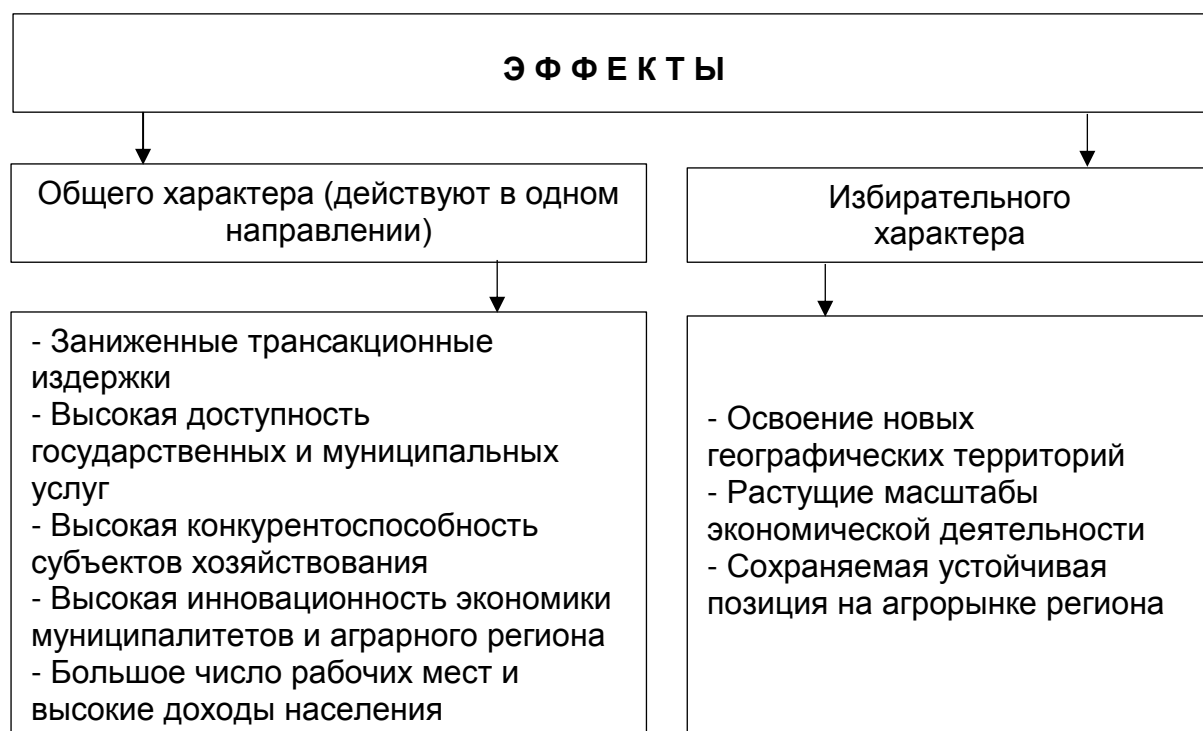 Э Ф Ф Е К Т Ы
Общего характера (действуют в одном
направлении)
Избирательного
характера
- Заниженные трансакционные
издержки
- Высокая доступность
государственных и муниципальных
услуг
- Высокая конкурентоспособность
субъектов хозяйствования
- Высокая инновационность экономики
муниципалитетов и аграрного региона
- Большое число рабочих мест и
высокие доходы населения
- Освоение новых
географических территорий
- Растущие масштабы
экономической деятельности
- Сохраняемая устойчивая
позиция на агрорынке региона